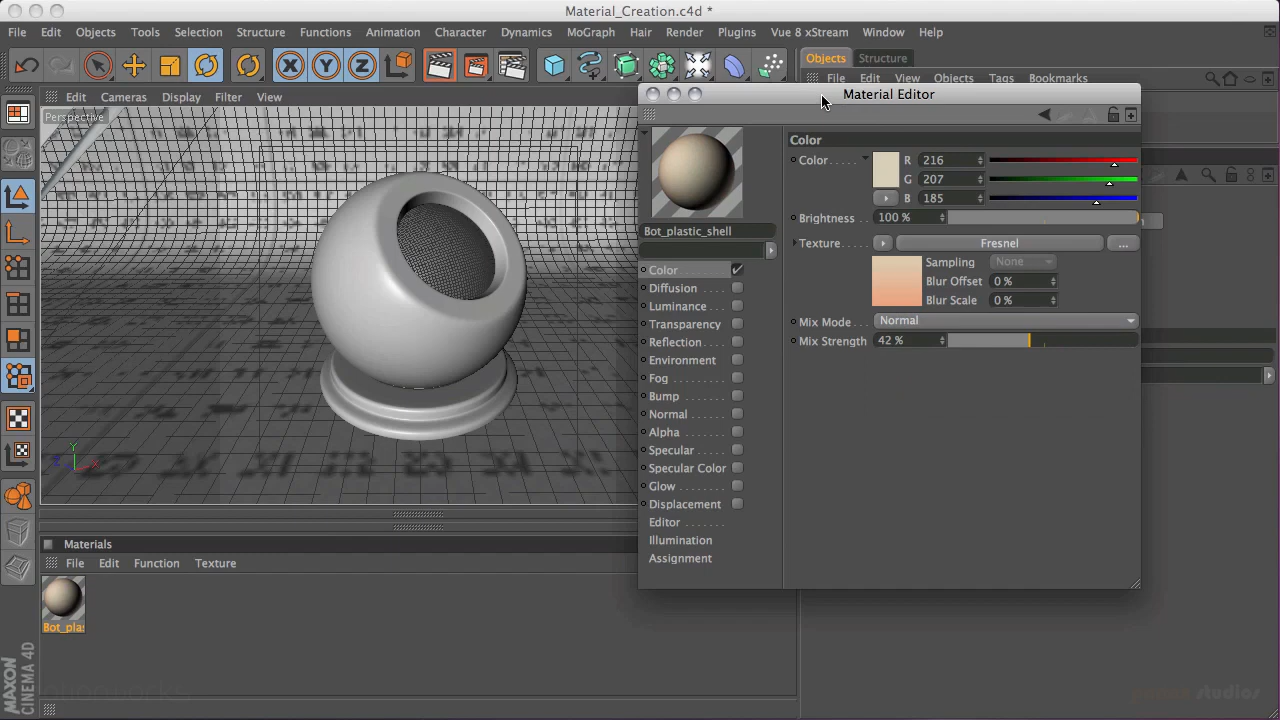 Material_Creation.c4d *
File Edit Objects Tools Selection Structure Functions Animation Character Dynamics MoGraph Hair Render Plugins Vue 8 xStream Window Help
Objects Structure
File Edit View Objects Tags Bookmarks
Edit Cameras Display Filter View
Perspective
X Y Z
Material Editor
Bot_plastic_shell
Color
Diffusion
Luminance
Transparency
Reflection
Environment
Fog
Bump
Normal
Alpha
Specular
Specular Color
Glow
Displacement
Editor
Illumination
Assignment
Color
Color R 216
G 207
B 185
Brightness 100 %
Texture Fresnel ...
Sampling None
Blur Offset 0 %
Blur Scale 0 %
Mix Mode Normal
Mix Strength 42 %
Materials
File Edit Function Texture
Bot_plas
MAXON
CINEMA 4D
studios